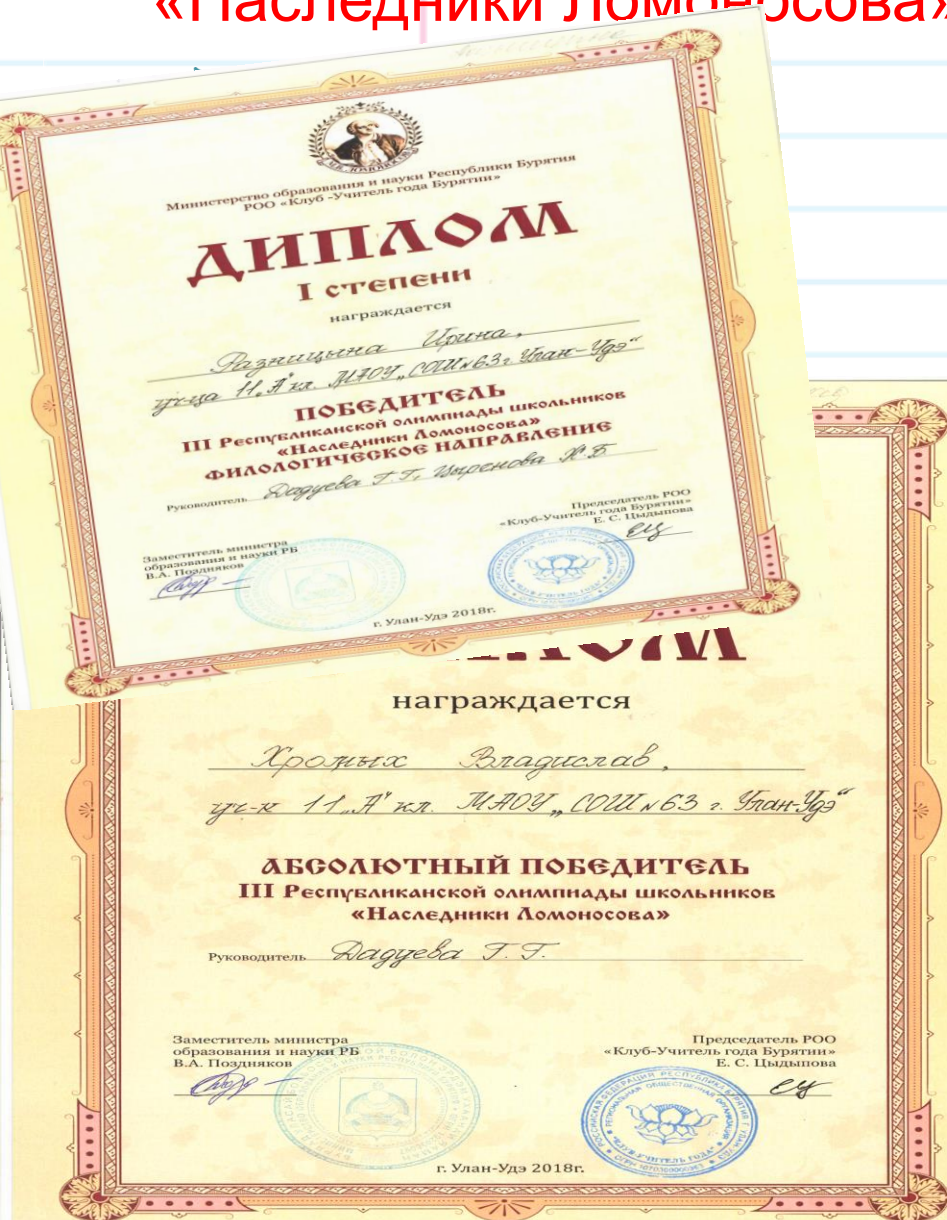 «Наследники Ломоносова»
Министерство образования и науки Республики Бурятия
РОО «Клуб -Учитель года Бурятии»
ДИПЛОМ
I степени
награждается
Разницына Ирина,
уч-ца 11„А" кл. МАОУ „СОШ №63 г. Улан-Удэ"
ПОБЕДИТЕЛЬ
III Республиканской олимпиады школьников
«Наследники Ломоносова»
ФИЛОЛОГИЧЕСКОЕ НАПРАВЛЕНИЕ
Руководитель Дадуева Г. Г., Цыренова Х. Б
Заместитель министра
образования и науки РБ
В.А. Поздняков
Председатель РОО
«Клуб-Учитель года Бурятии»
Е. С. Цыдыпова
г. Улан-Удэ 2018г.
награждается
Хромых Владислав,
уч-к 11„А" кл. МАОУ „СОШ №63 г. Улан-Удэ"
АБСОЛЮТНЫЙ ПОБЕДИТЕЛЬ
III Республиканской олимпиады школьников
«Наследники Ломоносова»
Руководитель Дадуева Г. Г.
Заместитель министра
образования и науки РБ
В.А. Поздняков
Председатель РОО
«Клуб-Учитель года Бурятии»
Е. С. Цыдыпова
г. Улан-Удэ 2018г.